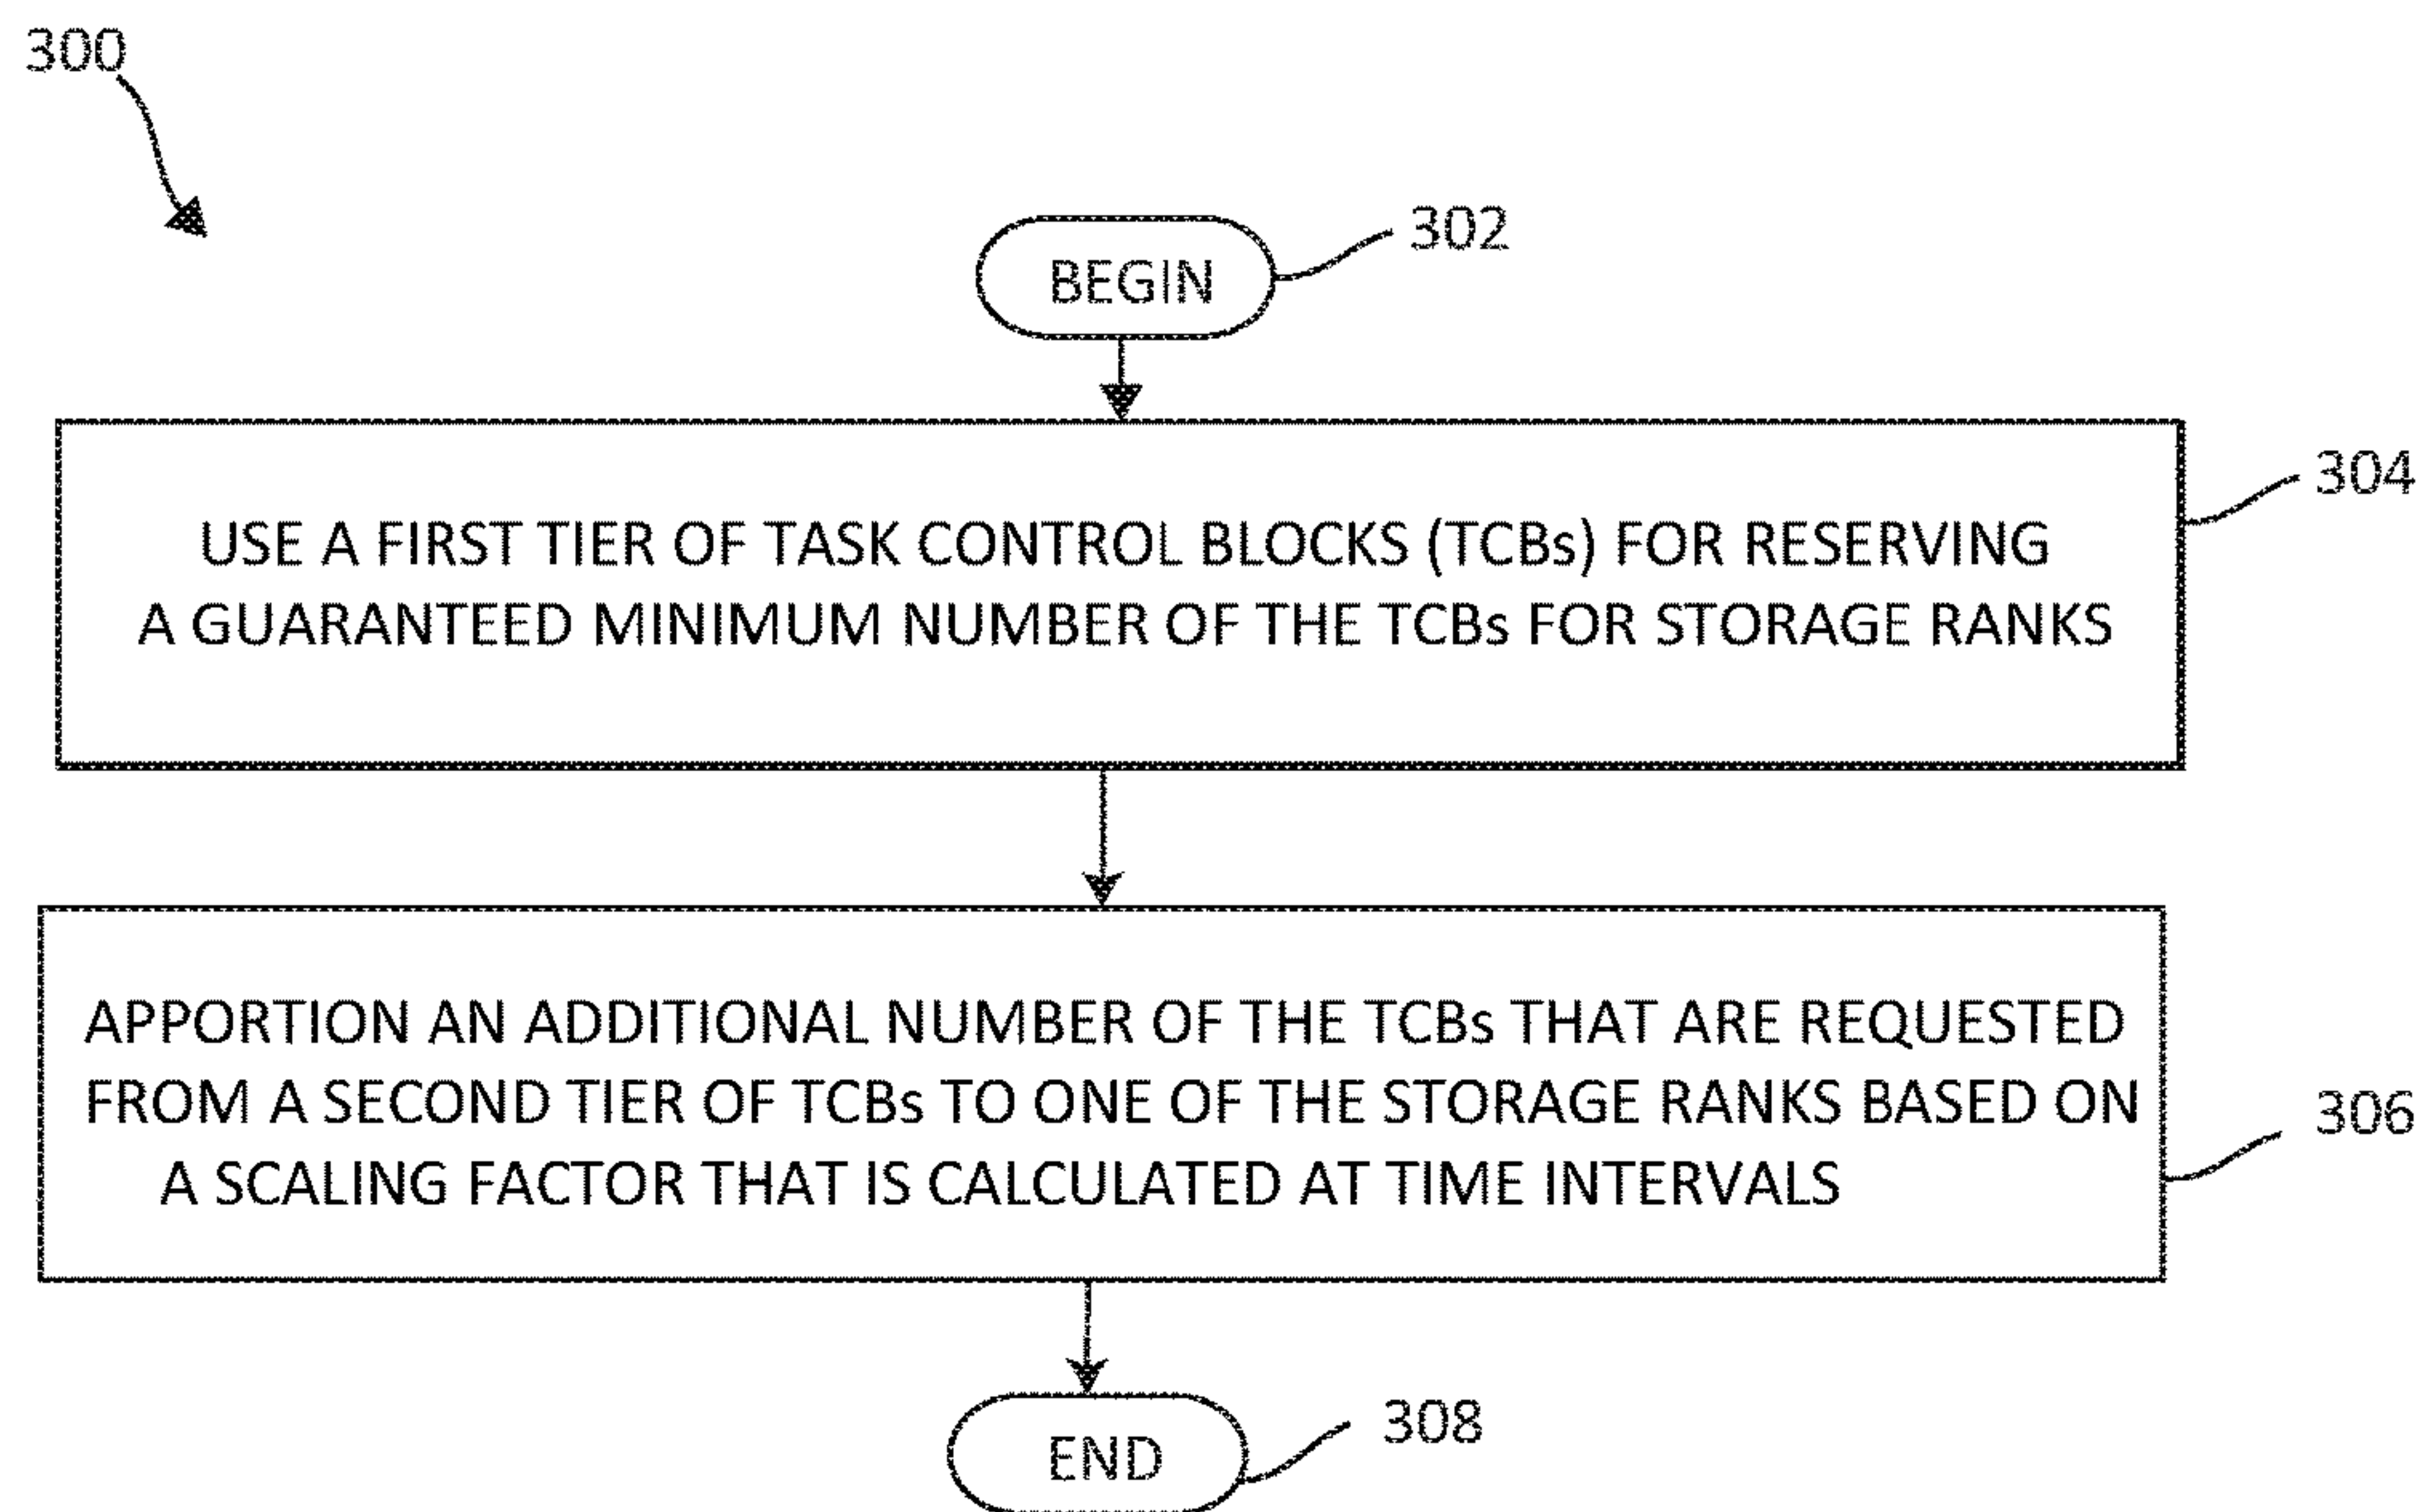 300
302
BEGIN
304
USE A FIRST TIER OF TASK CONTROL BLOCKS (TCBs) FOR RESERVING
A GUARANTEED MINIMUM NUMBER OF THE TCBs FOR STORAGE RANKS
APPORTION AN ADDITIONAL NUMBER OF THE TCBs THAT ARE REQUESTED
FROM A SECOND TIER OF TCBs TO ONE OF THE STORAGE RANKS BASED ON
A SCALING FACTOR THAT IS CALCULATED AT TIME INTERVALS
306
308
END